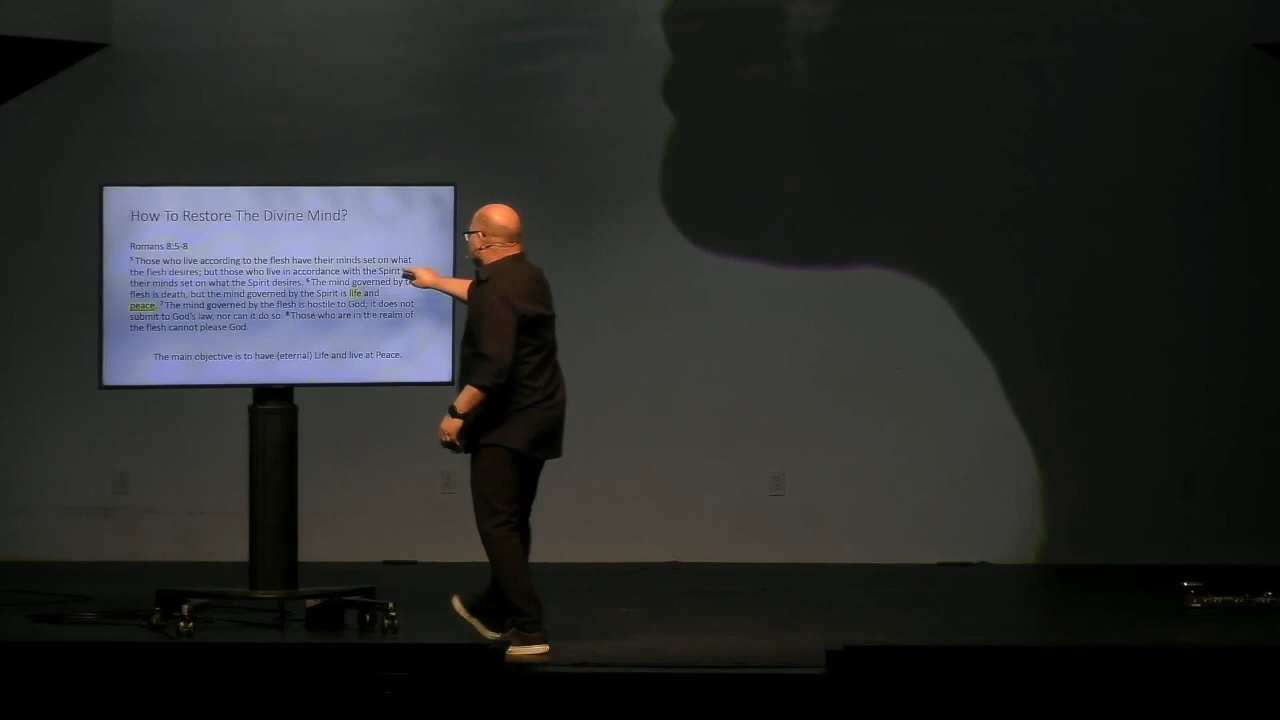 How To Restore The Divine Mind?
Romans 8:5-8
5 Those who live according to the flesh have their minds set on what
the flesh desires; but those who live in accordance with the Spirit
their minds set on what the Spirit desires. 6 The mind governed by
flesh is death, but the mind governed by the Spirit is life and
peace. 7 The mind governed by the flesh is hostile to God; it does not
submit to God's law, nor can it do so. 8 Those who are in the realm of
the flesh cannot please God.
The main objective is to have (eternal) Life and live at Peace.